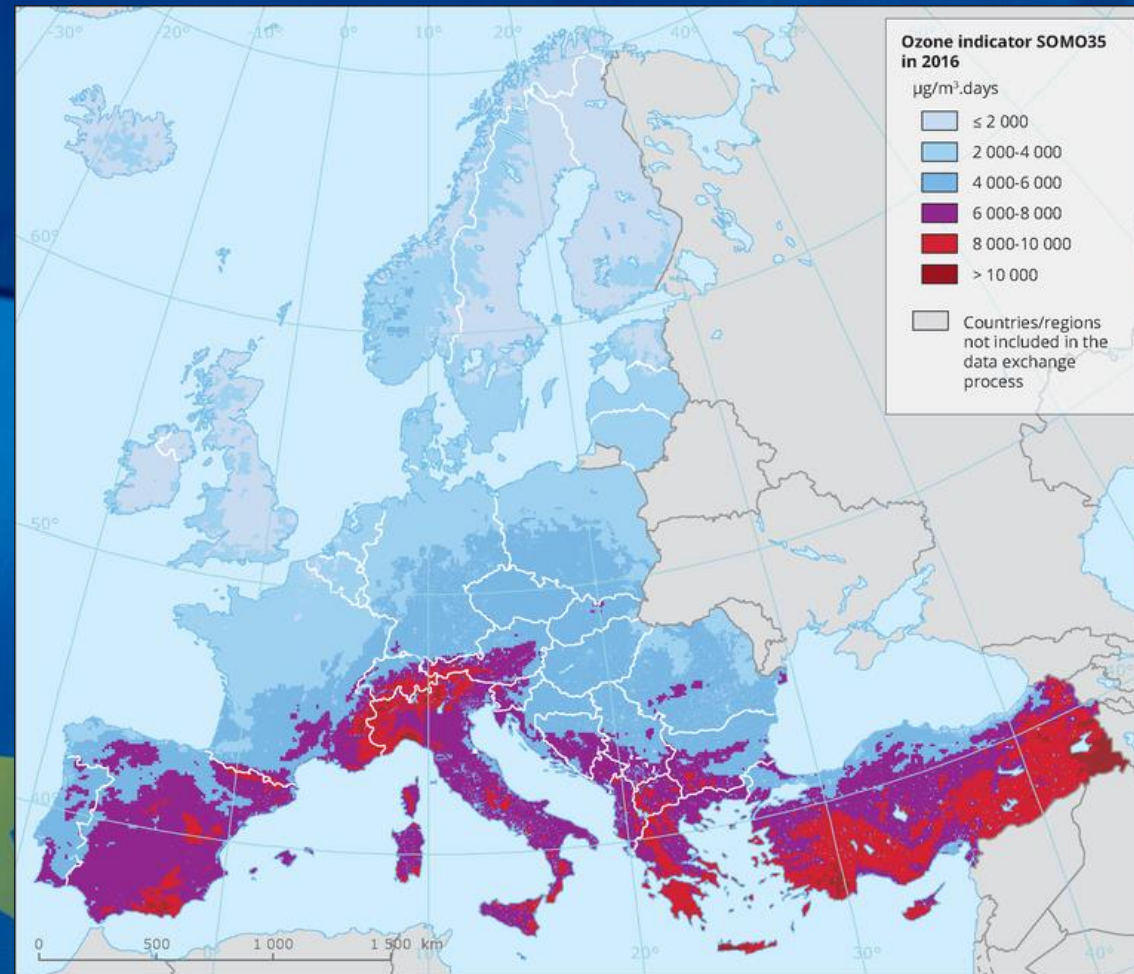 -30°
-20°
-10°
0°
10°
20°
30°
40°
50°
60°
50°
40°
0°
10°
20°
30°
40°
40°
Ozone indicator SOMO35
in 2016
µg/m³.days
≤ 2 000
2 000-4 000
4 000-6 000
6 000-8 000
8 000-10 000
> 10 000
Countries/regions
not included in the
data exchange
process
0 500 1 000 1 500 km